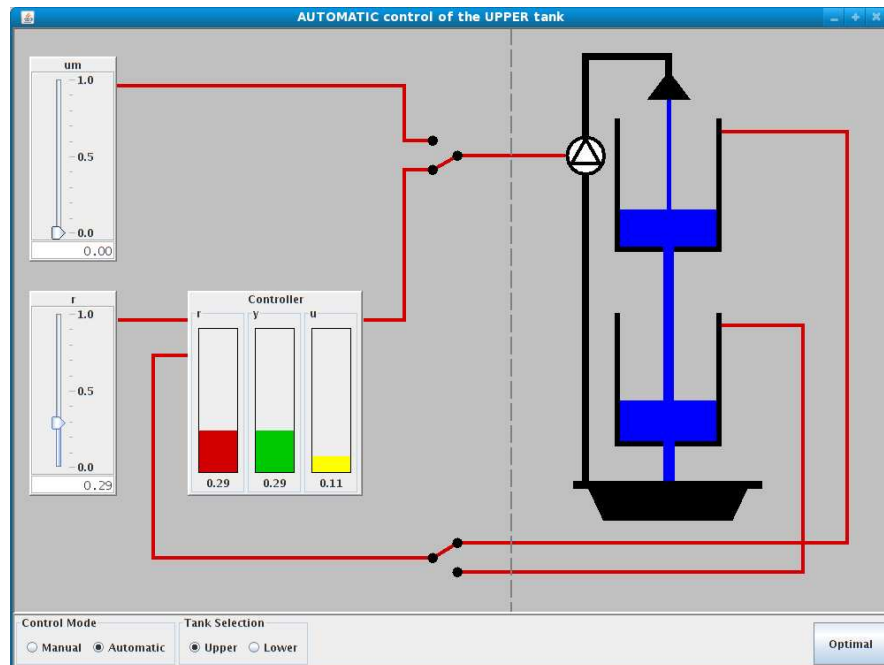 AUTOMATIC control of the UPPER tank
um
1.0
0.5
0.0
0.00
r
1.0
0.5
0.0
0.29
Controller
r y u
0.29 0.29 0.11
Control Mode
Manual Automatic
Tank Selection
Upper Lower
Optimal